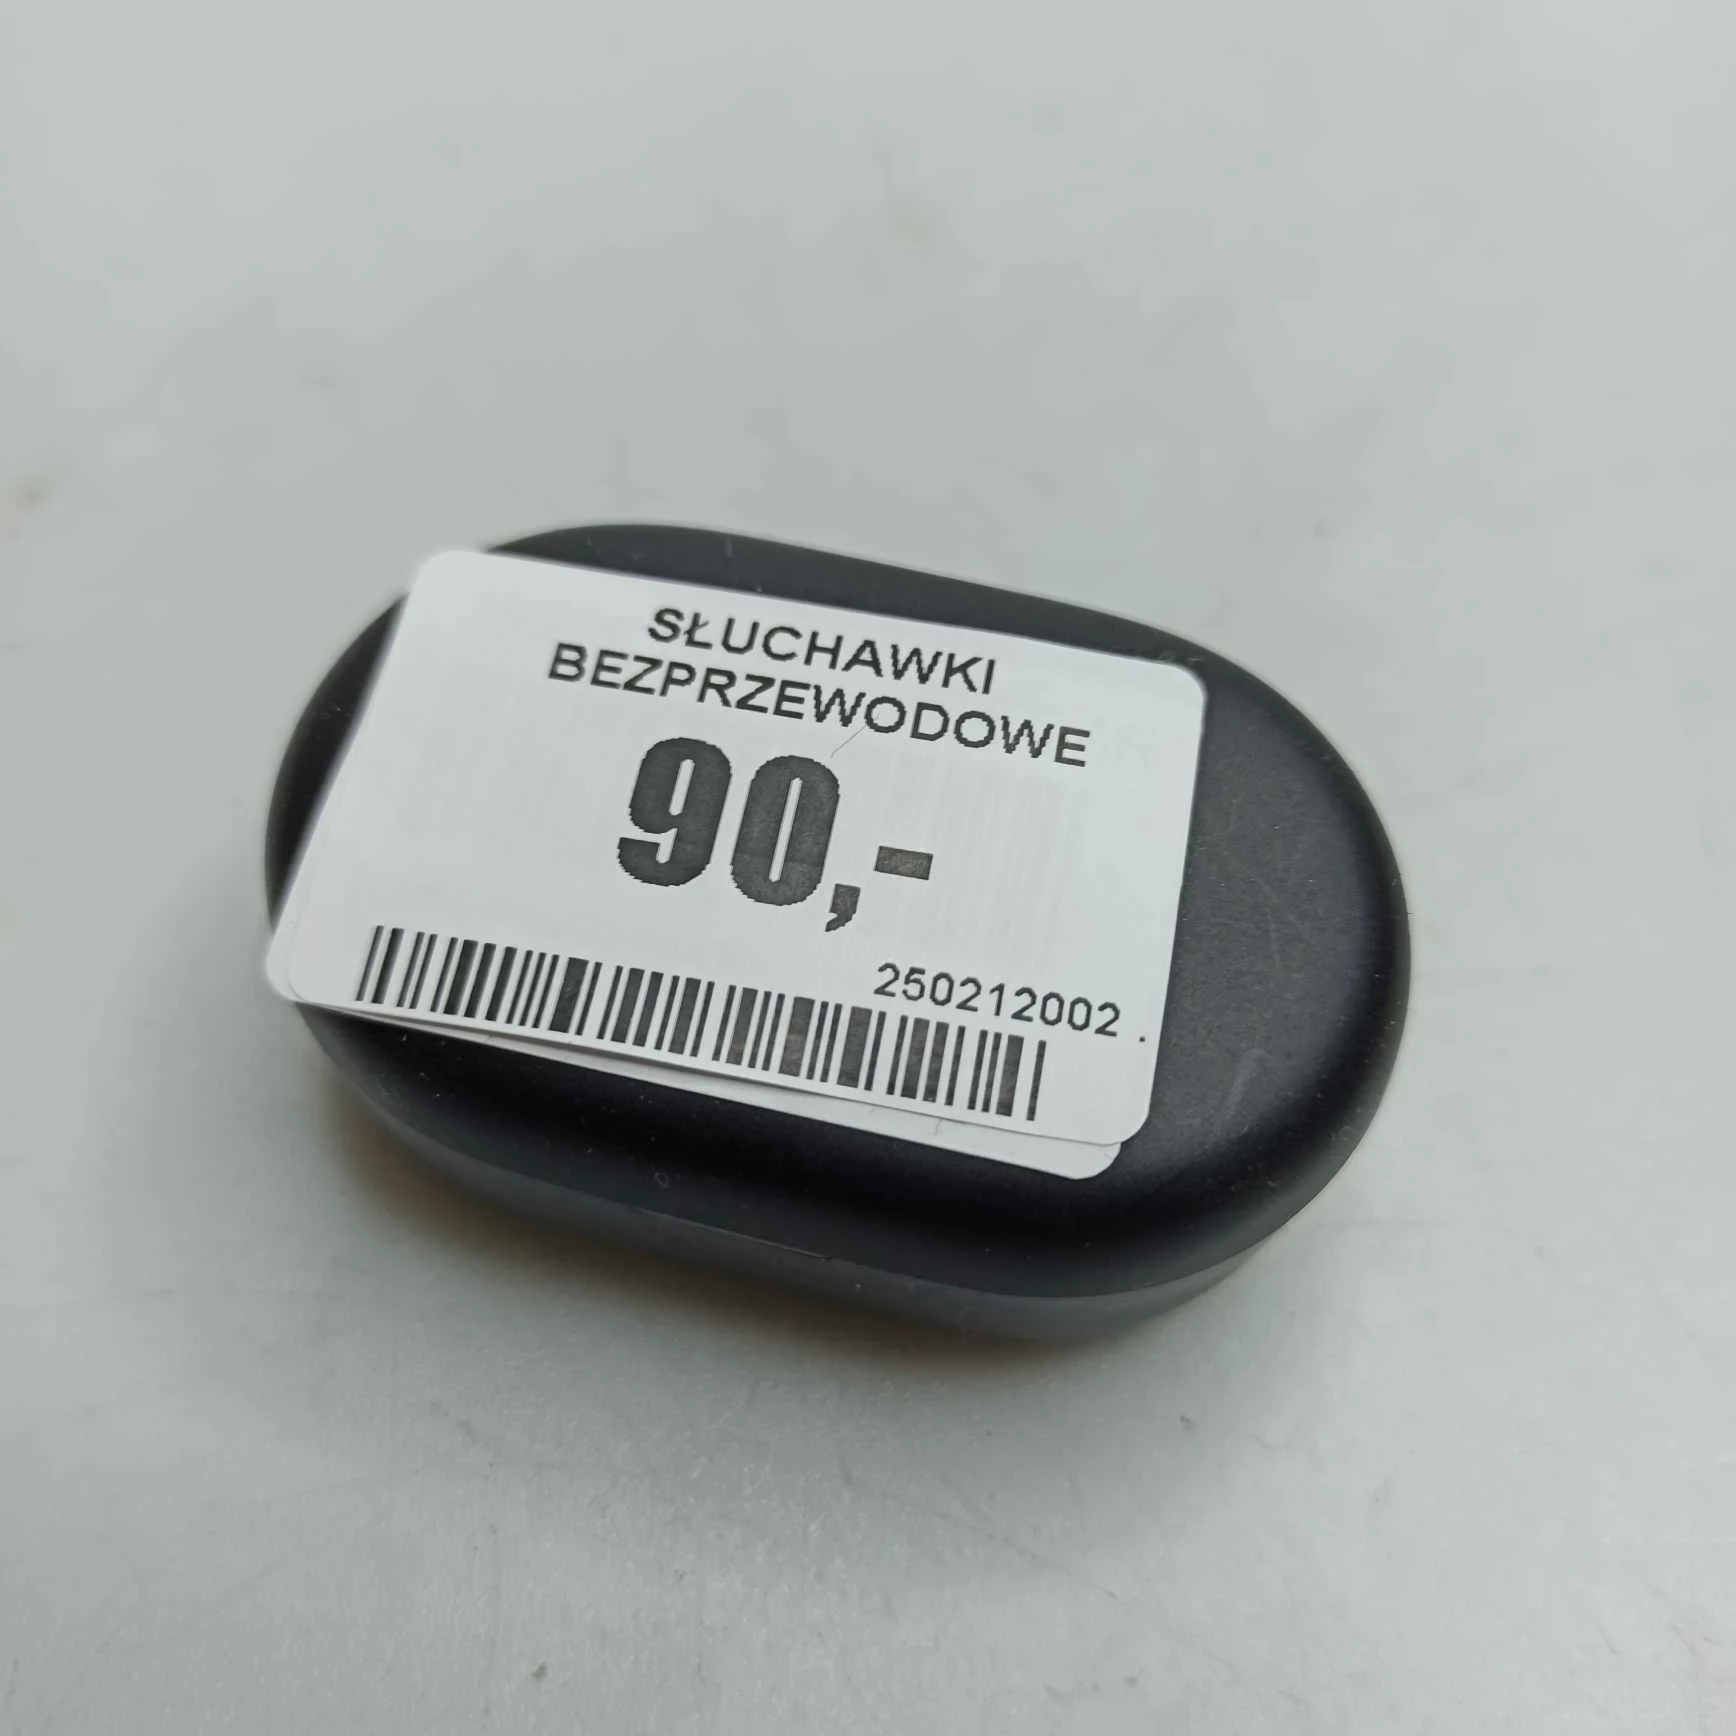 SŁUCHAWKI
BEZPRZEWODOWE
90,-
250212002 .